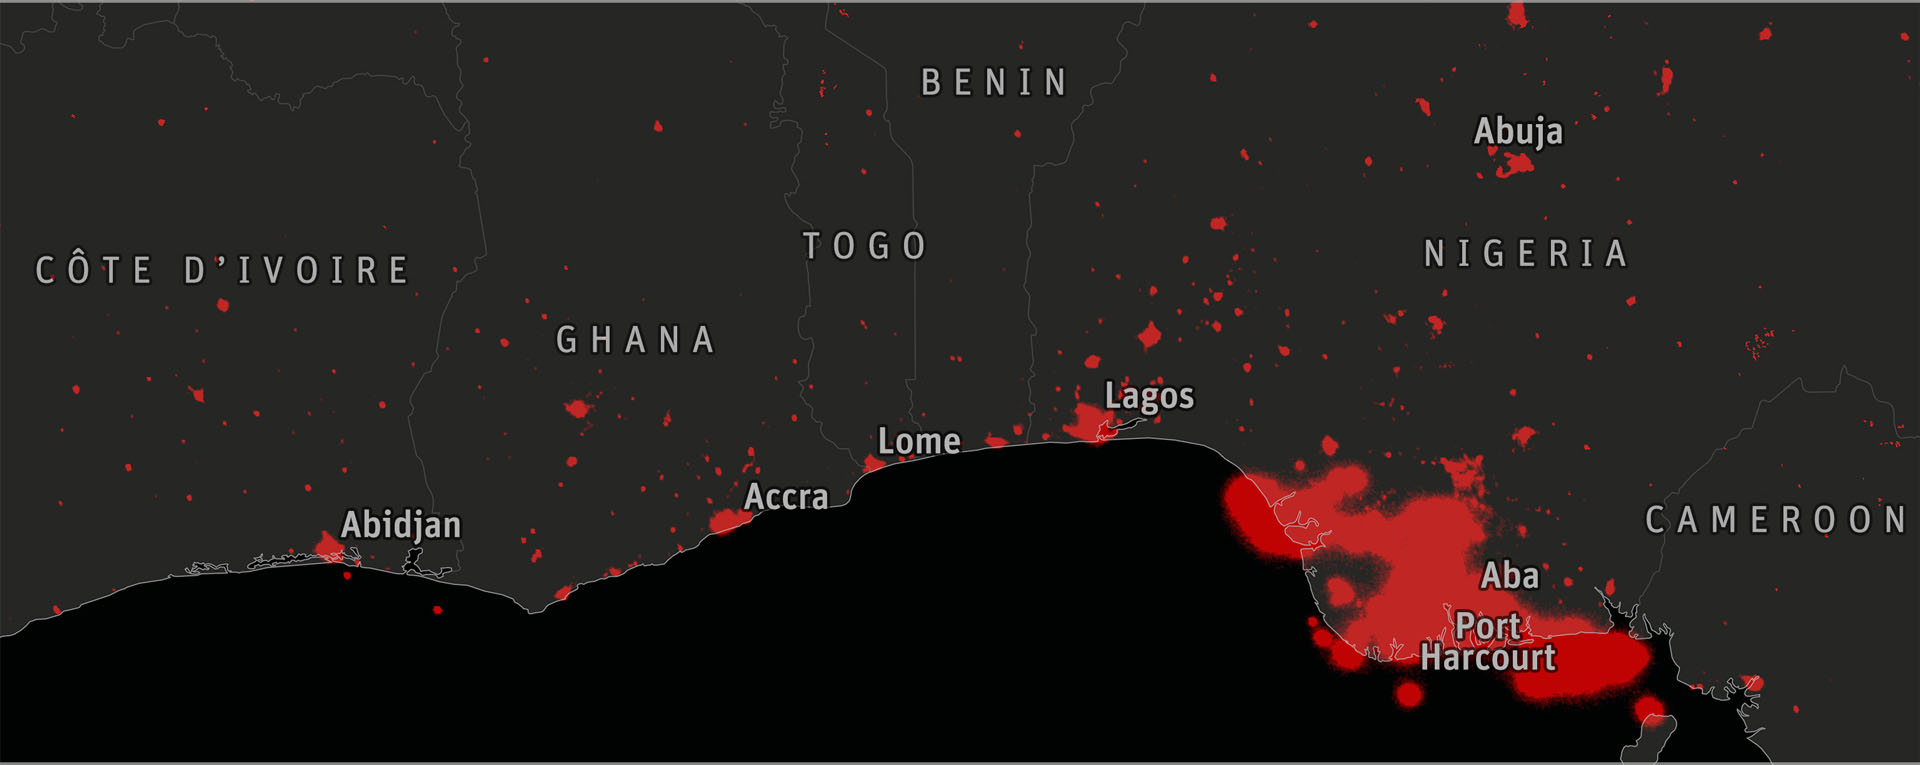 BENIN
Abuja
TOGO
NIGERIA
CÔTE D’IVOIRE
GHANA
Lagos
Lome
Accra
Abidjan
CAMEROON
Aba
Port
Harcourt